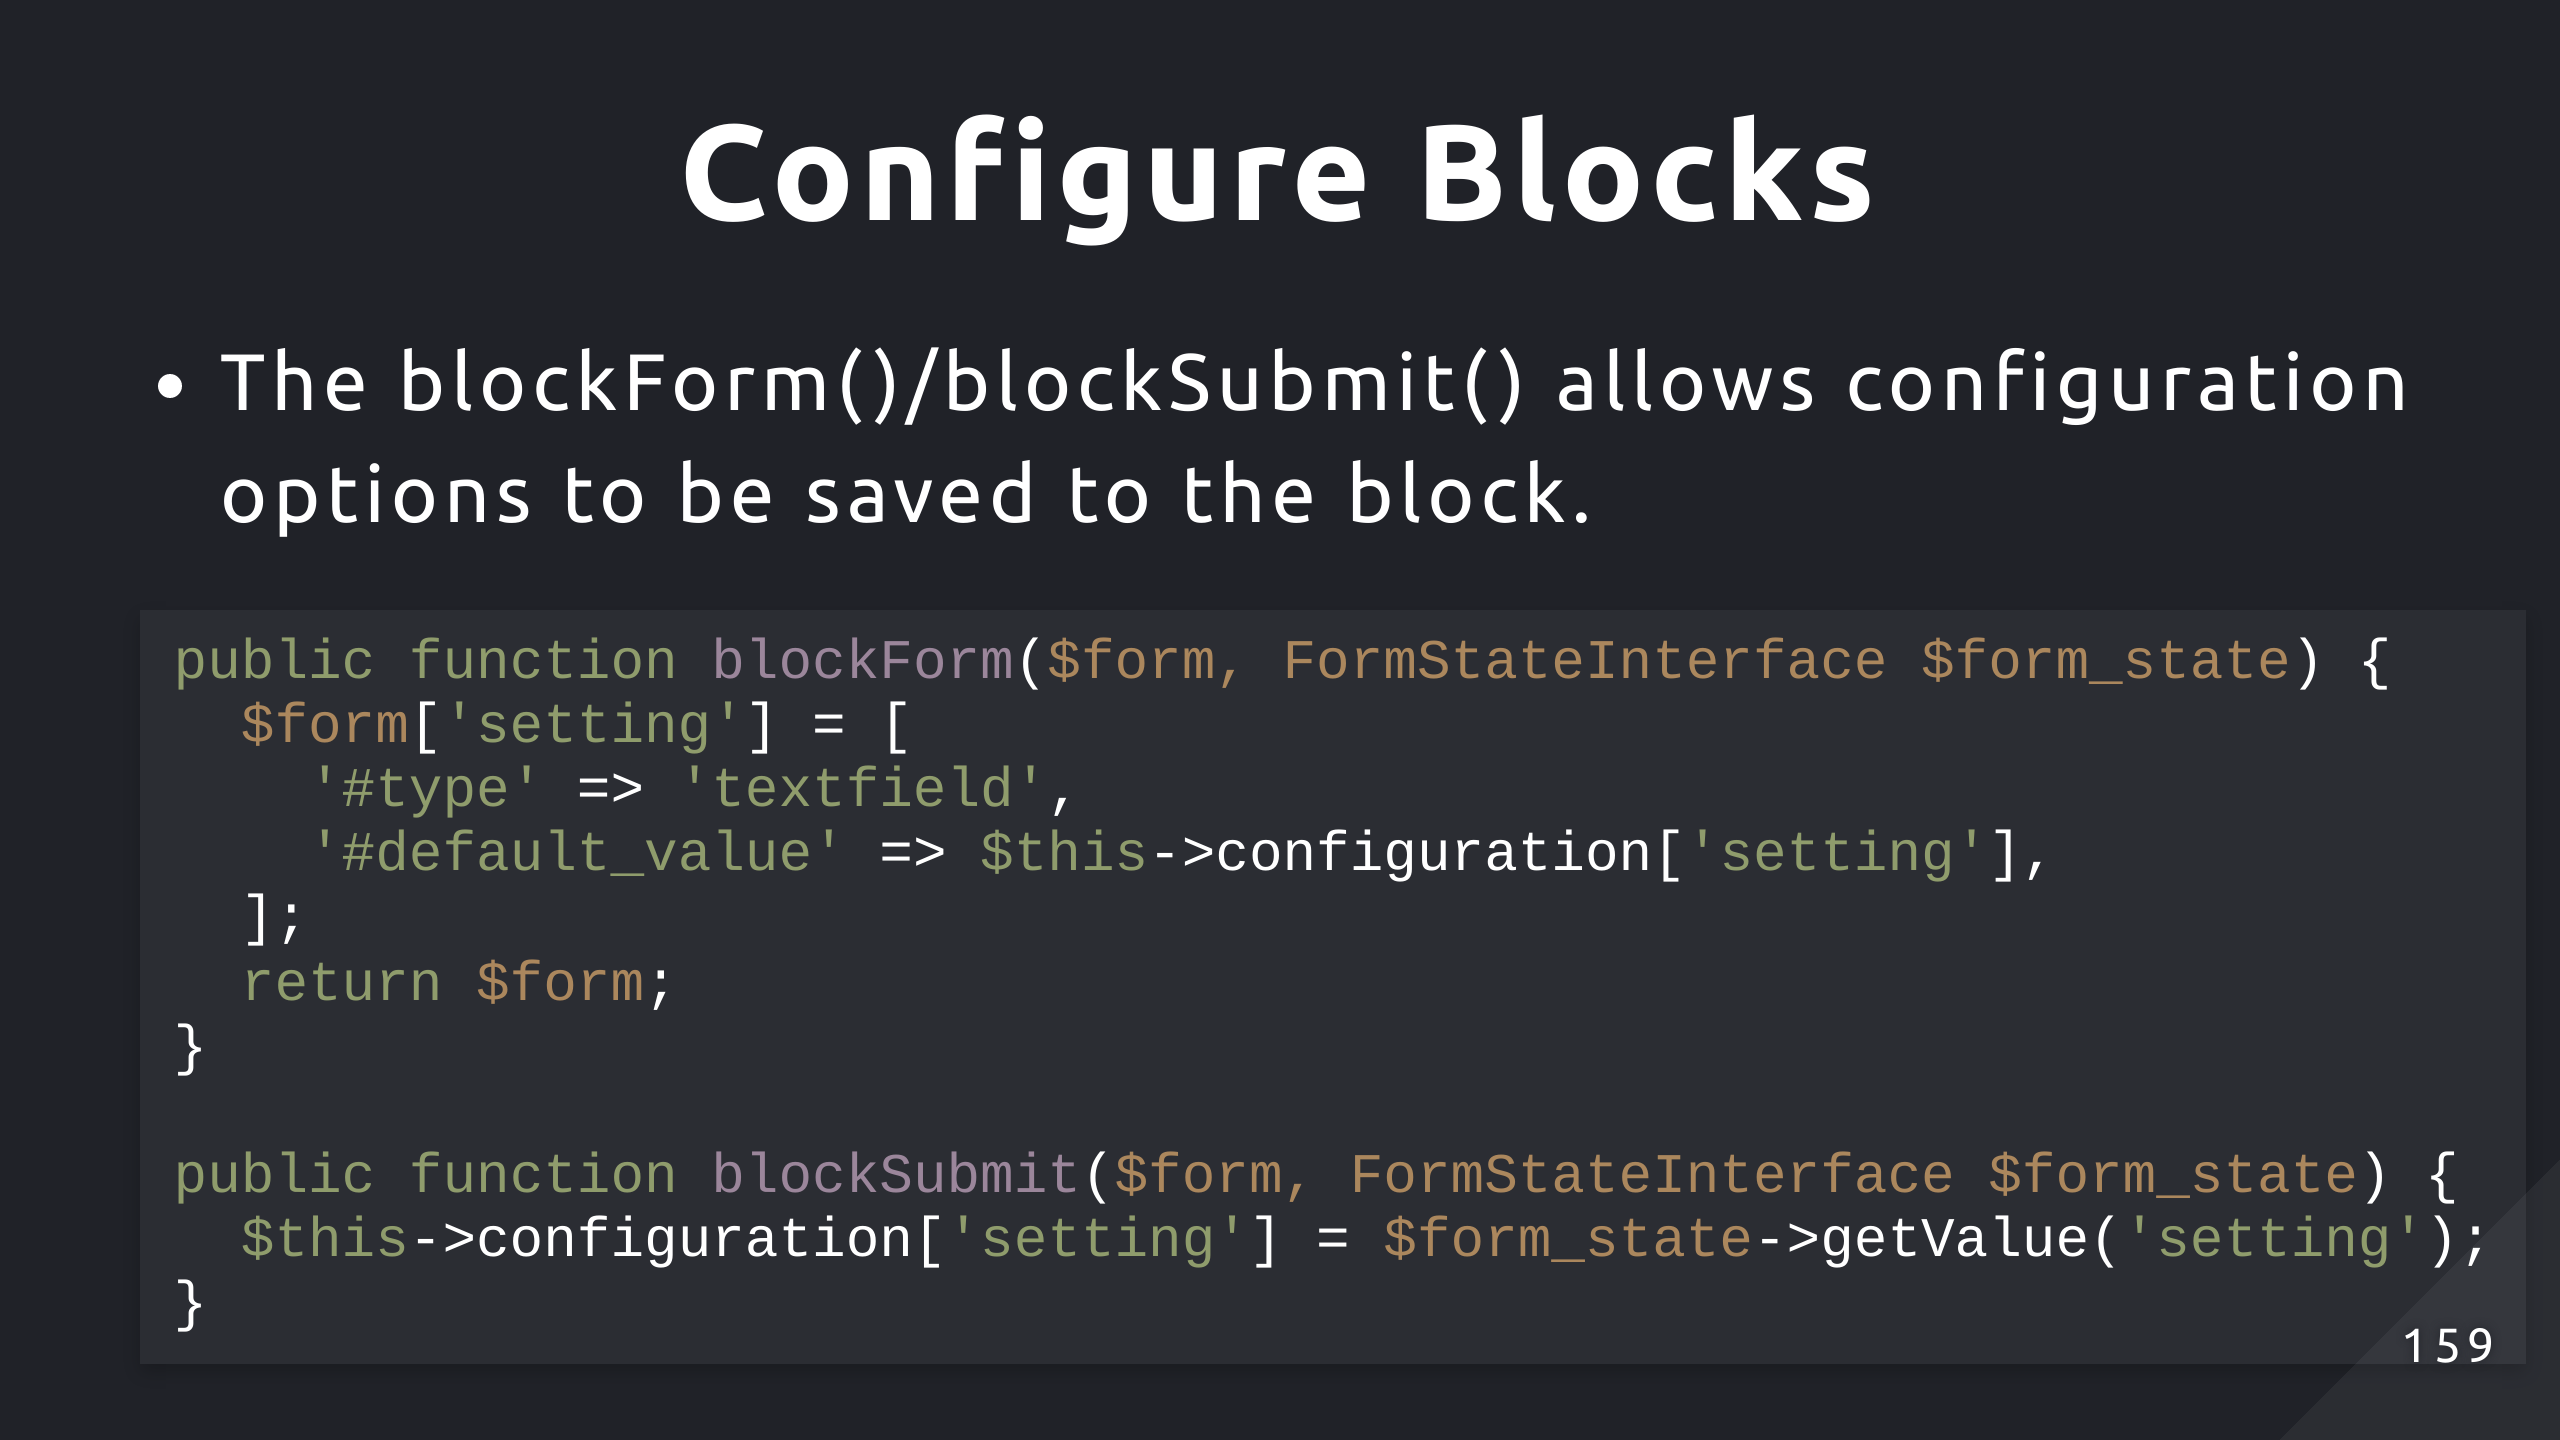 Configure Blocks
• The blockForm()/blockSubmit() allows configuration
options to be saved to the block.
public function blockForm($form, FormStateInterface $form_state) {
  $form['setting'] = [
    '#type' => 'textfield',
    '#default_value' => $this->configuration['setting'],
  ];
  return $form;
}

public function blockSubmit($form, FormStateInterface $form_state) {
  $this->configuration['setting'] = $form_state->getValue('setting');
}
159